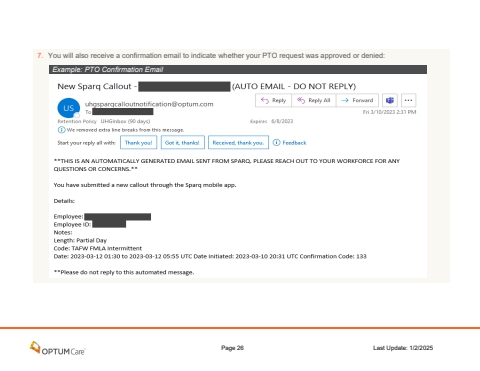 7. You will also receive a confirmation email to indicate whether your PTO request was approved or denied:
Example: PTO Confirmation Email
New Sparq Callout - (AUTO EMAIL - DO NOT REPLY)
US
uhgsparqcalloutnotification@optum.com
To
Reply
Reply All
Forward
Fri 3/10/2023 2:31 PM
Retention Policy UHGInbox (90 days)
Expires 6/8/2023
We removed extra line breaks from this message.
Start your reply all with:
Thank you!
Got it, thanks!
Received, thank you.
Feedback
**THIS IS AN AUTOMATICALLY GENERATED EMAIL SENT FROM SPARQ, PLEASE REACH OUT TO YOUR WORKFORCE FOR ANY
QUESTIONS OR CONCERNS.**
You have submitted a new callout through the Sparq mobile app.
Details:
Employee:
Employee ID:
Notes:
Length: Partial Day
Code: TAFW FMLA Intermittent
Date: 2023-03-12 01:30 to 2023-03-12 05:55 UTC Date Initiated: 2023-03-10 20:31 UTC Confirmation Code: 133
**Please do not reply to this automated message.
OPTUMCare
Page 26
Last Update: 1/2/2025